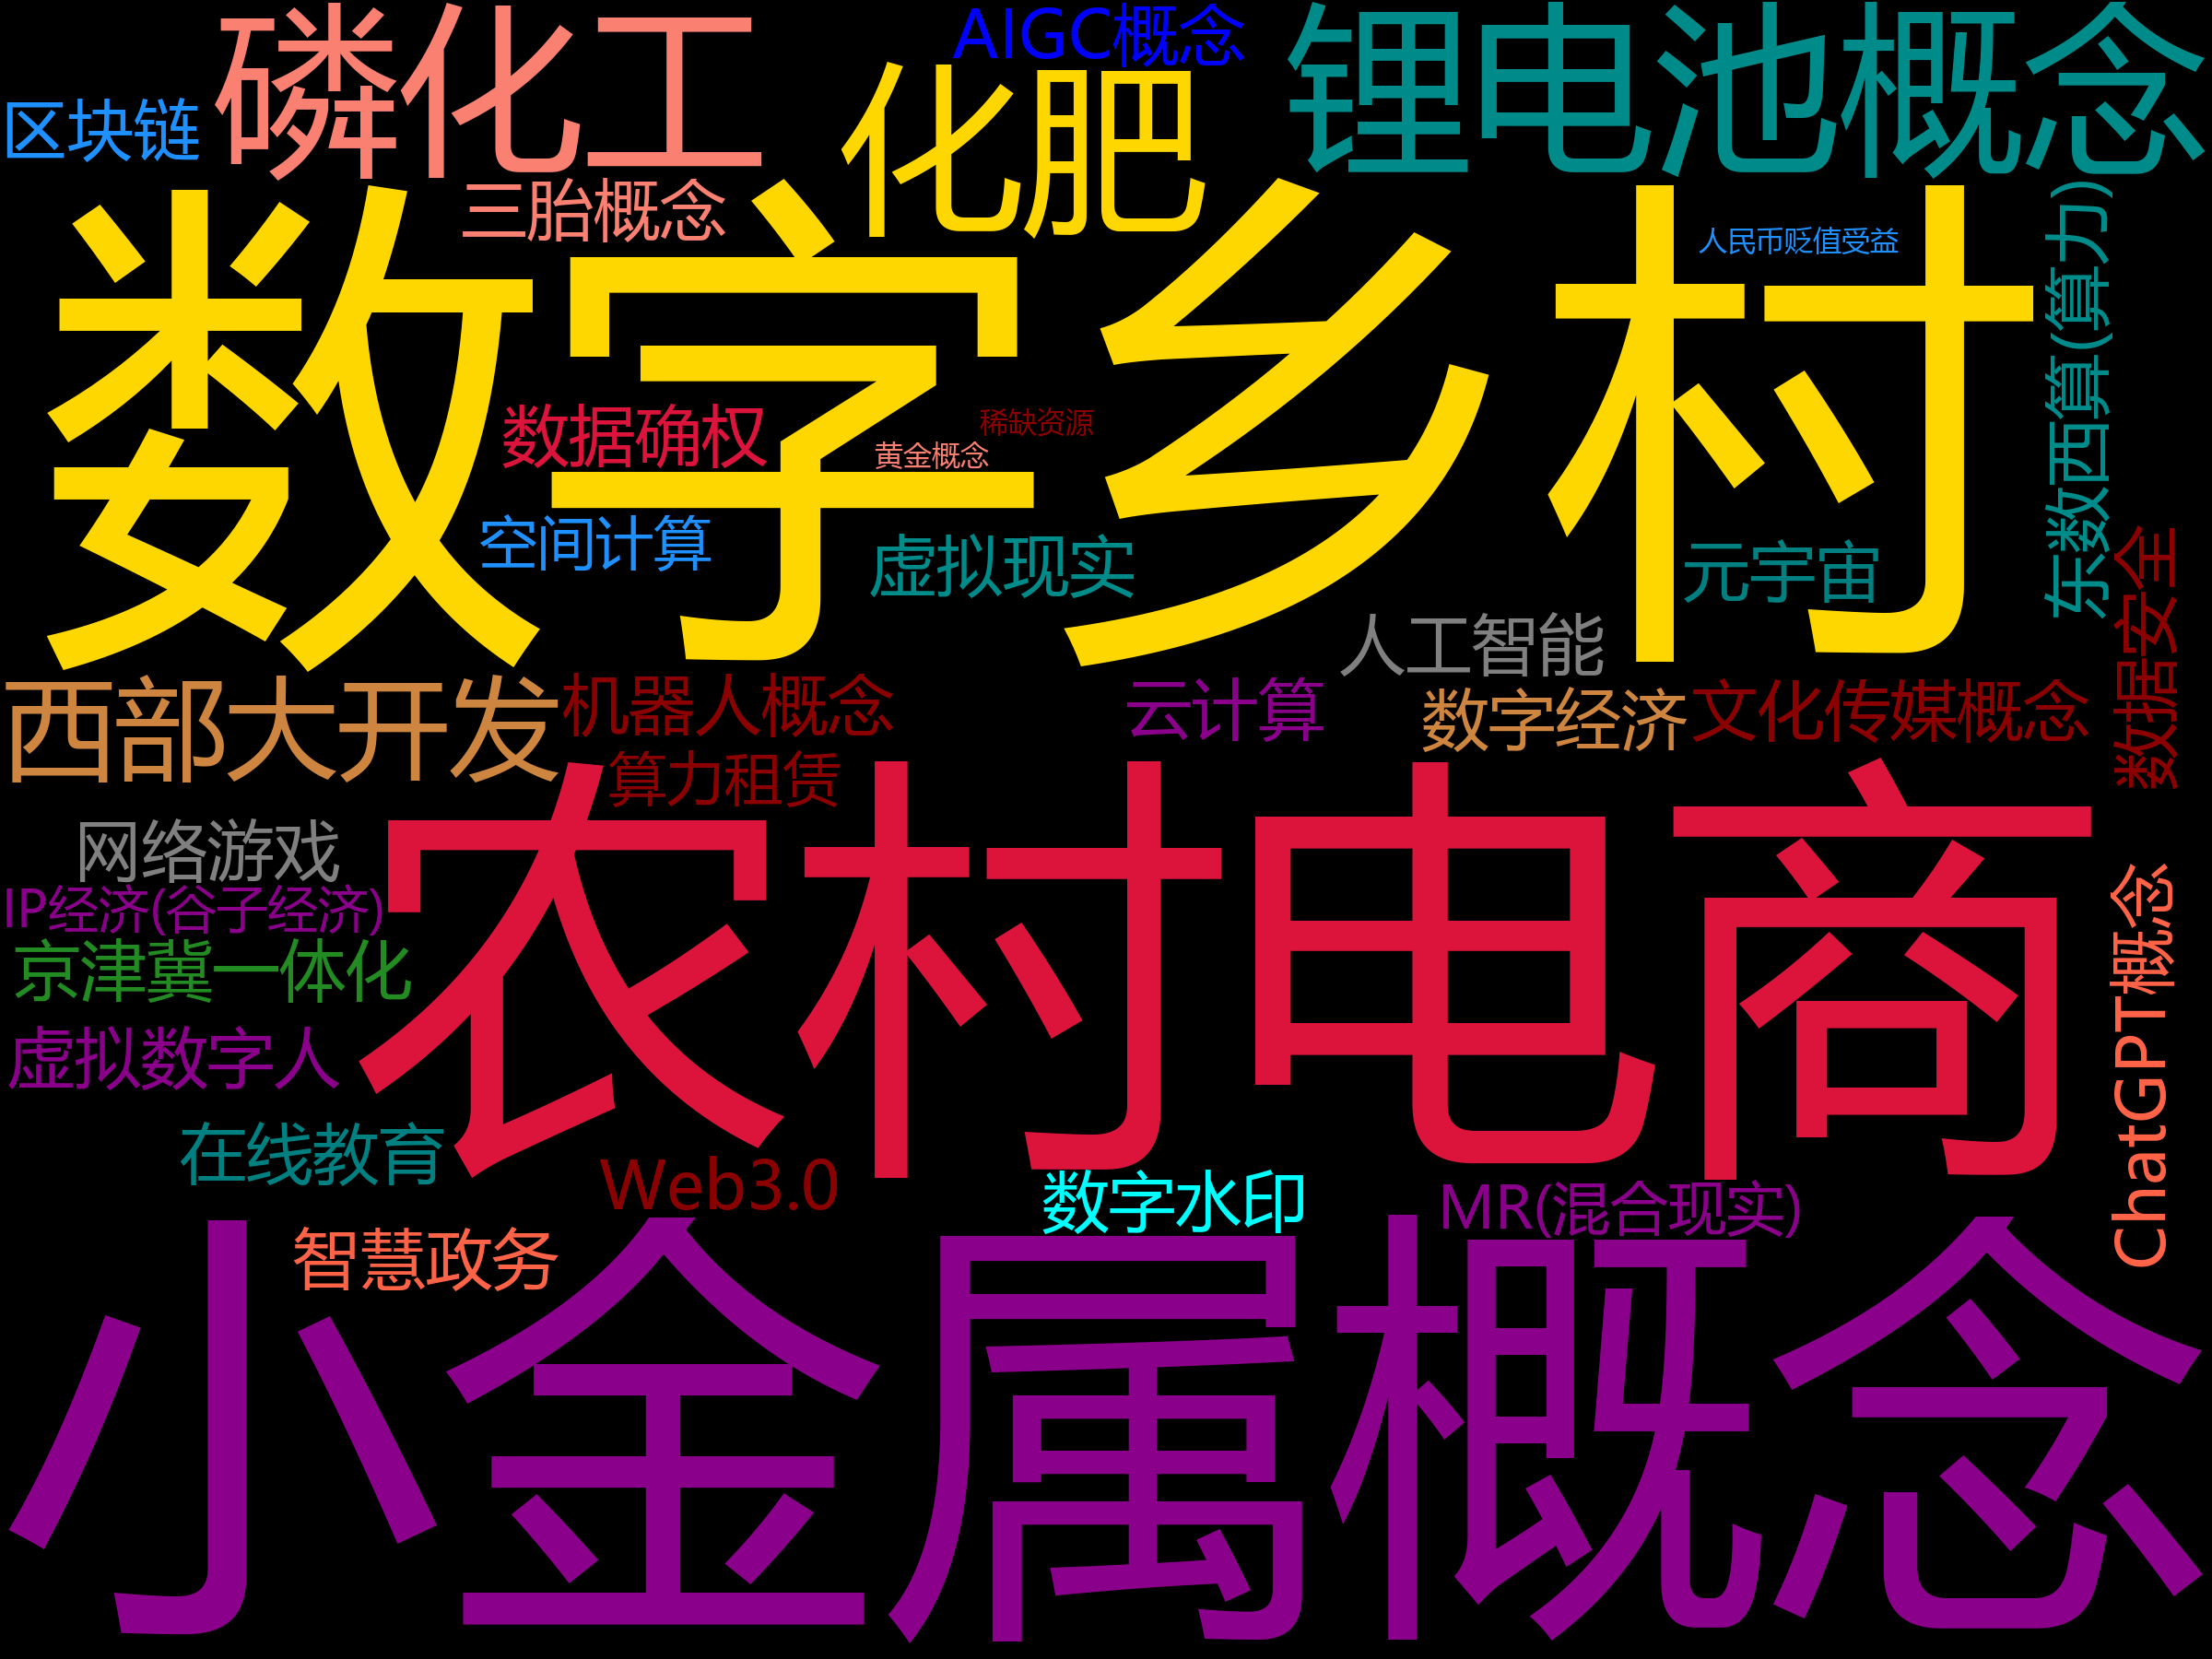 AIGC概念
磷化工
锂电池概念
化肥
区块链
三胎概念
人民币贬值受益
东数西算(算力)
数字乡村
数据确权
稀缺资源
黄金概念
空间计算
虚拟现实
元宇宙
数据安全
人工智能
西部大开发
机器人概念
云计算
数字经济
文化传媒概念
算力租赁
网络游戏
农村电商
IP经济(谷子经济)
京津冀一体化
ChatGPT概念
虚拟数字人
在线教育
Web3.0
数字水印
MR(混合现实)
智慧政务
小金属概念